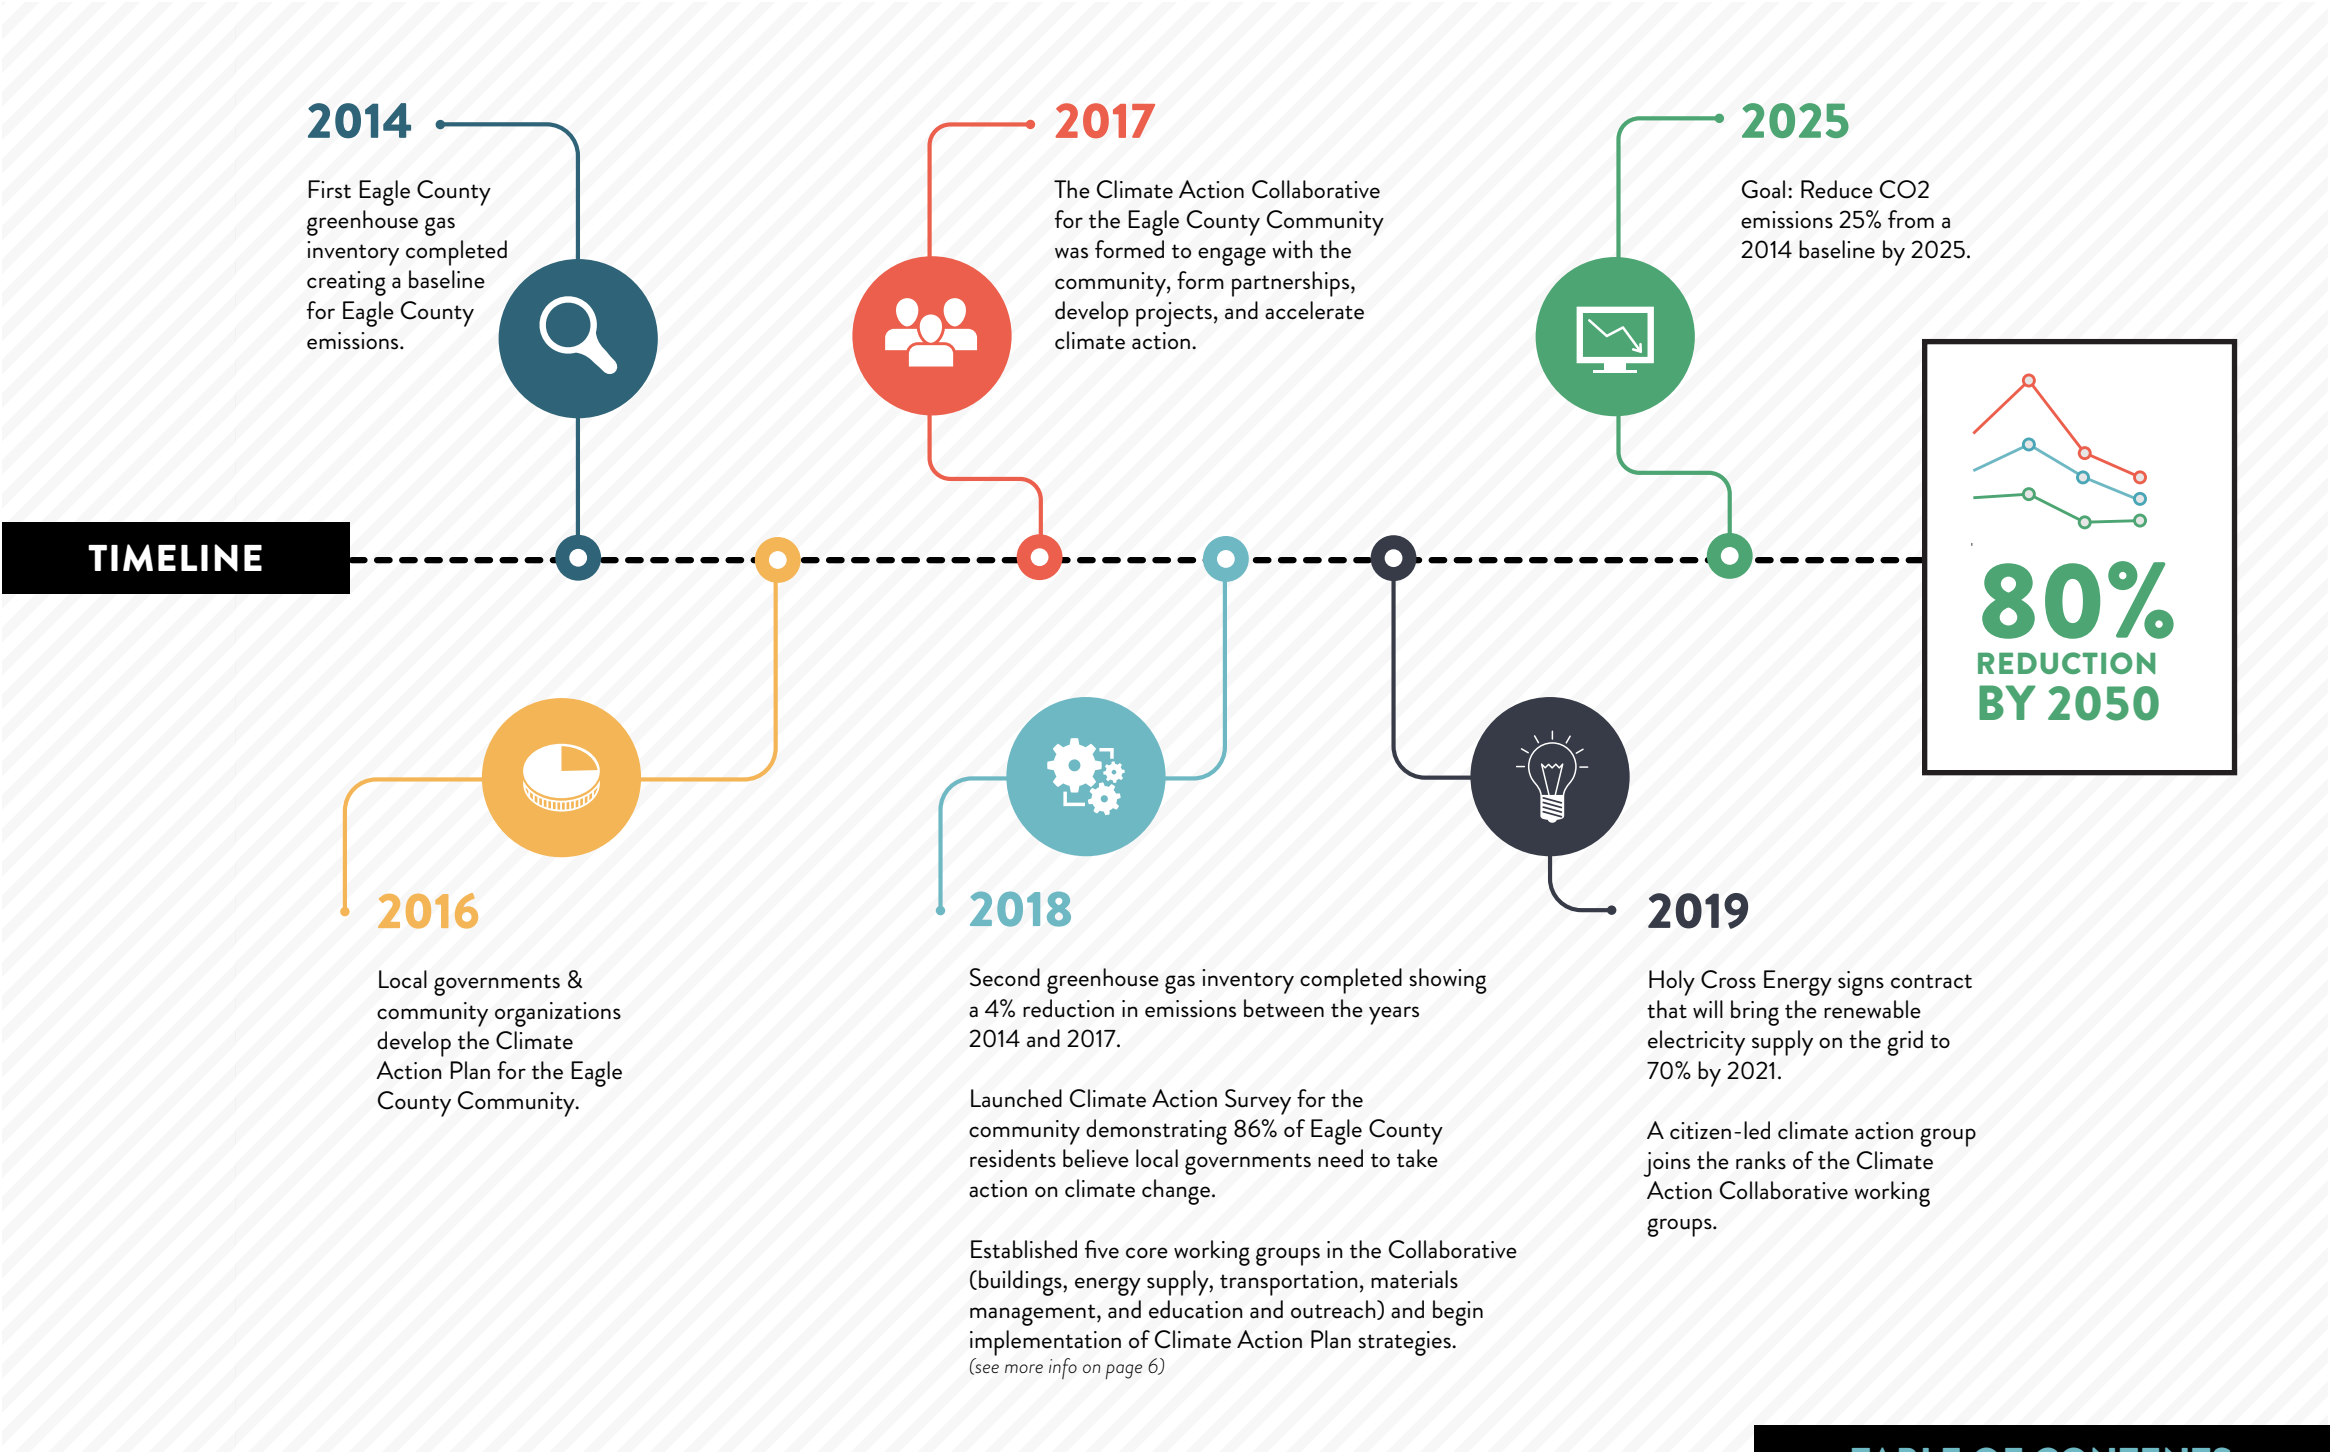 2014
First Eagle County
greenhouse gas
inventory completed
creating a baseline
for Eagle County
emissions.
2017
The Climate Action Collaborative
for the Eagle County Community
was formed to engage with the
community, form partnerships,
develop projects, and accelerate
climate action.
2025
Goal: Reduce CO2
emissions 25% from a
2014 baseline by 2025.
TIMELINE
80%
REDUCTION
BY 2050
2016
Local governments &
community organizations
develop the Climate
Action Plan for the Eagle
County Community.
2018
Second greenhouse gas inventory completed showing
a 4% reduction in emissions between the years
2014 and 2017.
Launched Climate Action Survey for the
community demonstrating 86% of Eagle County
residents believe local governments need to take
action on climate change.
Established five core working groups in the Collaborative
(buildings, energy supply, transportation, materials
management, and education and outreach) and begin
implementation of Climate Action Plan strategies.
(see more info on page 6)
2019
Holy Cross Energy signs contract
that will bring the renewable
electricity supply on the grid to
70% by 2021.
A citizen-led climate action group
joins the ranks of the Climate
Action Collaborative working
groups.
TABLE OF CONTENTS